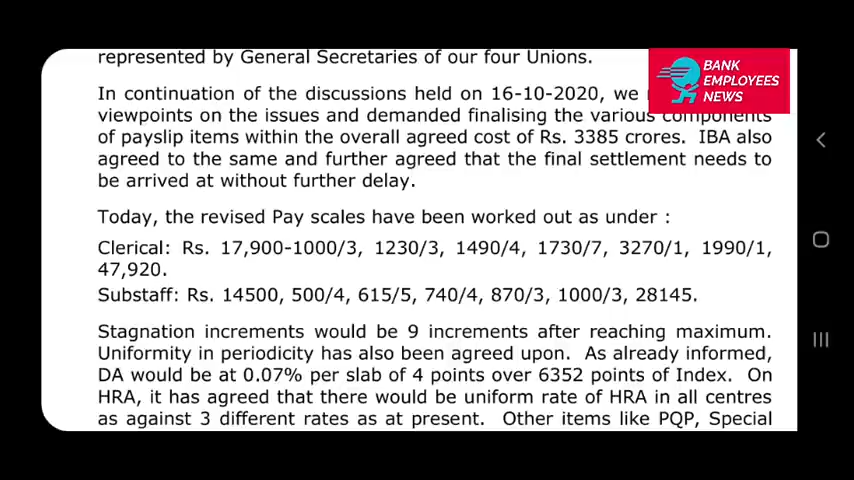 represented by General Secretaries of our four Unions.
BANK
EMPLOYEES
NEWS
In continuation of the discussions held on 16-10-2020, we
viewpoints on the issues and demanded finalising the various components
of payslip items within the overall agreed cost of Rs. 3385 crores. IBA also
agreed to the same and further agreed that the final settlement needs to
be arrived at without further delay.
Today, the revised Pay scales have been worked out as under :
Clerical: Rs. 17,900-1000/3, 1230/3, 1490/4, 1730/7, 3270/1, 1990/1,
47,920.
Substaff: Rs. 14500, 500/4, 615/5, 740/4, 870/3, 1000/3, 28145.
Stagnation increments would be 9 increments after reaching maximum.
Uniformity in periodicity has also been agreed upon. As already informed,
DA would be at 0.07% per slab of 4 points over 6352 points of Index. On
HRA, it has agreed that there would be uniform rate of HRA in all centres
as against 3 different rates as at present. Other items like PQP, Special